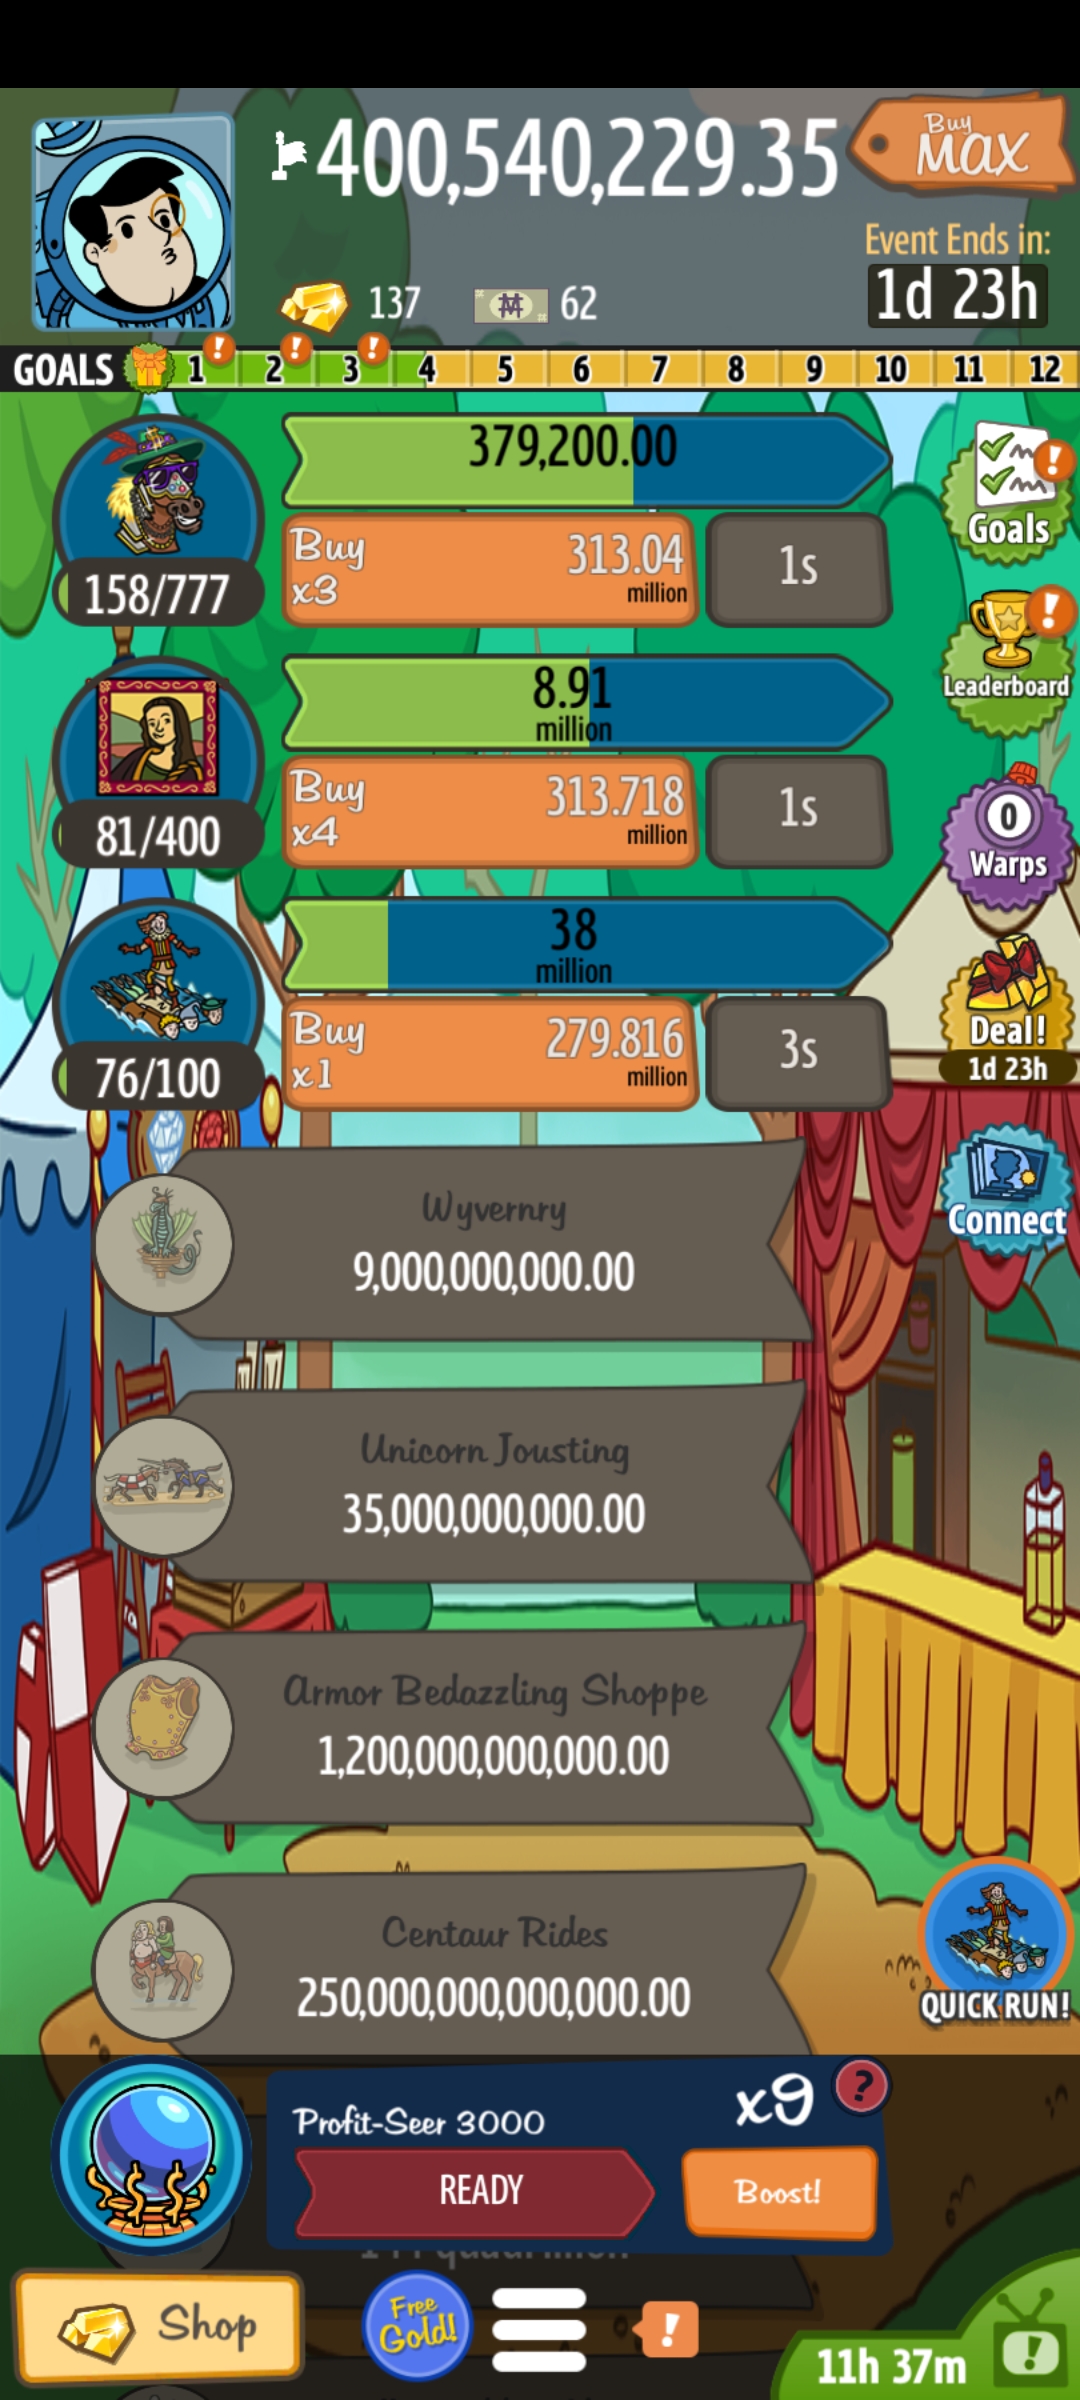 400,540,229.35
Buy
MAX
Event Ends in:
1d 23h
137
62
GOALS 1 ! 2 ! 3 ! 4 5 6 7 8 9 10 11 12
379,200.00
Buy
x3
313.04
million
1s
158/777
Goals
!
8.91
million
Buy
x4
313.718
million
1s
81/400
Leaderboard
!
0
Warps
38
million
Buy
x1
279.816
million
3s
76/100
Deal!
1d 23h
Wyvernry
9,000,000,000.00
Connect
Unicorn Jousting
35,000,000,000.00
Armor Bedazzling Shoppe
1,200,000,000,000.00
Centaur Rides
250,000,000,000,000.00
QUICK RUN!
Profit-Seer 3000
x9
?
READY
Boost!
Shop
Free
Gold!
!
11h 37m
!